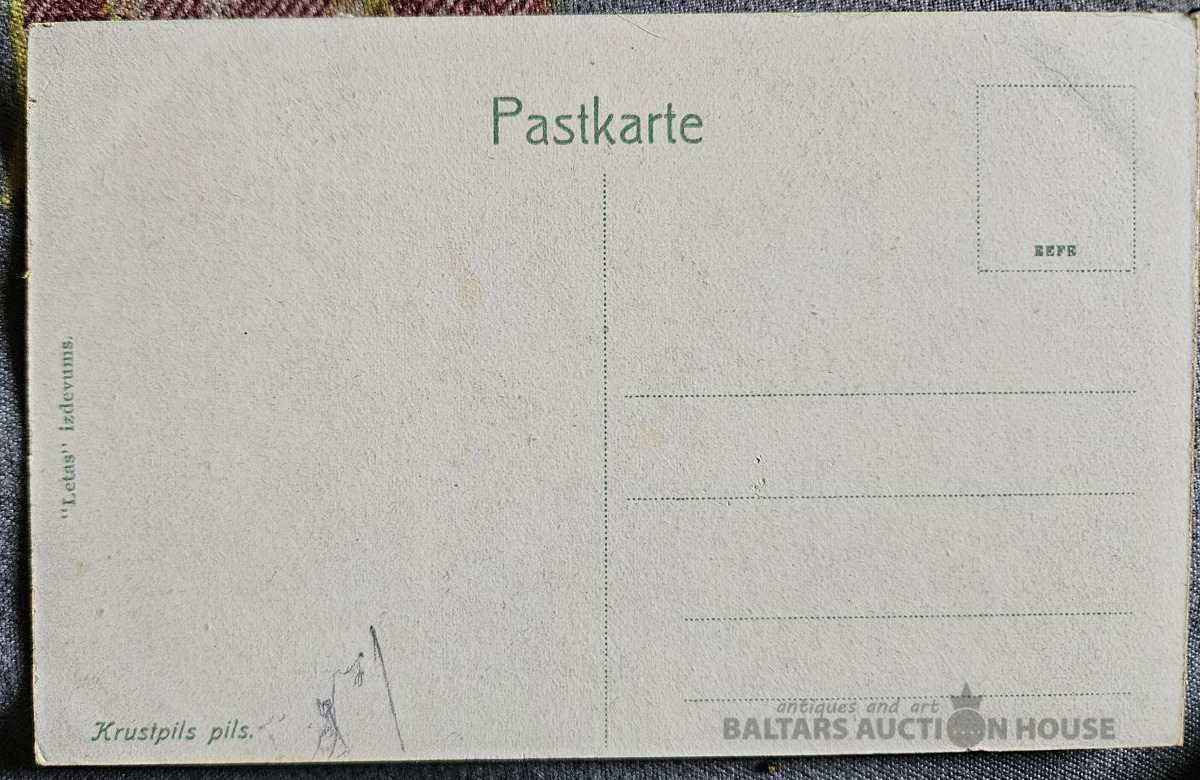 Pastkarte
EEFE
"Letas" izdevums.
Krustpils pils.
antiques and art
BALTARS AUCTION HOUSE